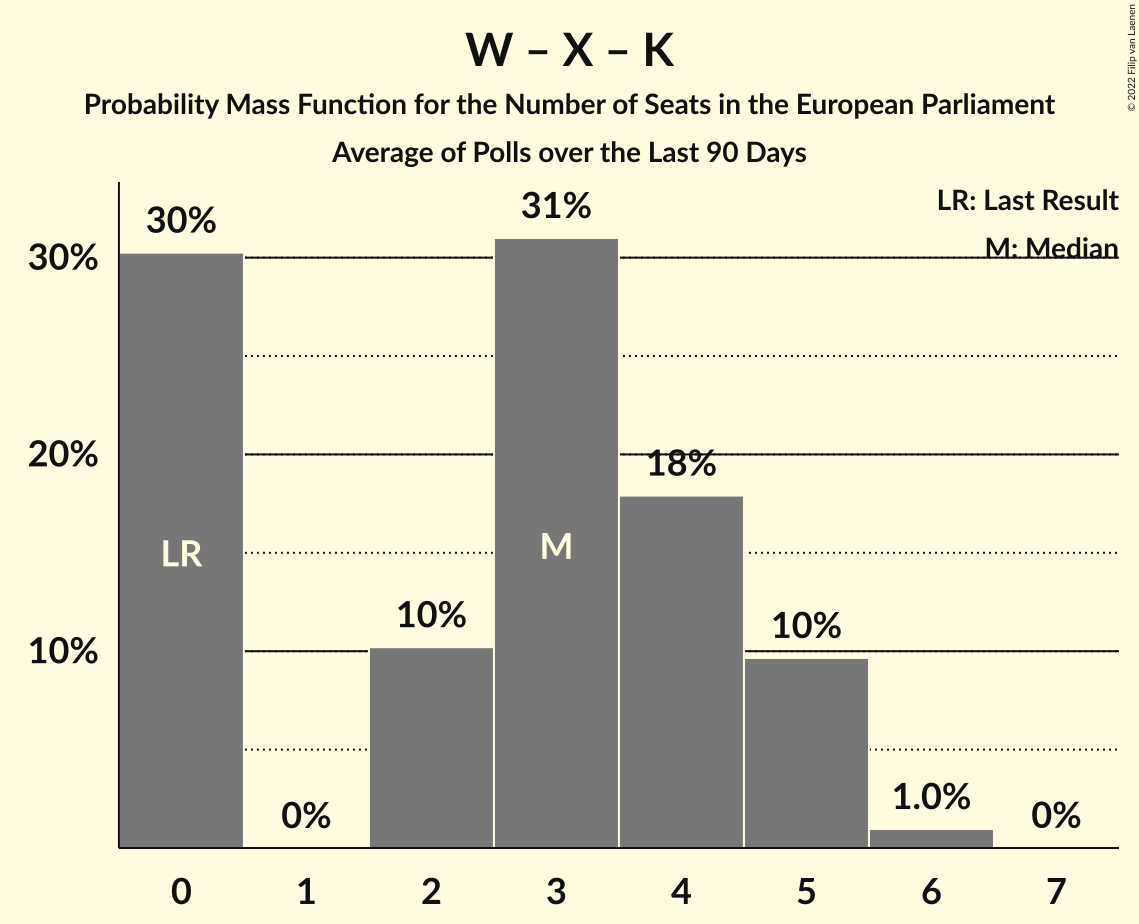 W – X – K
Probability Mass Function for the Number of Seats in the European Parliament
Average of Polls over the Last 90 Days
© 2022 Filip van Laenen
LR: Last Result
M: Median
30%
20%
10%
30%
0%
10%
31%
18%
10%
1.0%
0%
LR
M
0 1 2 3 4 5 6 7